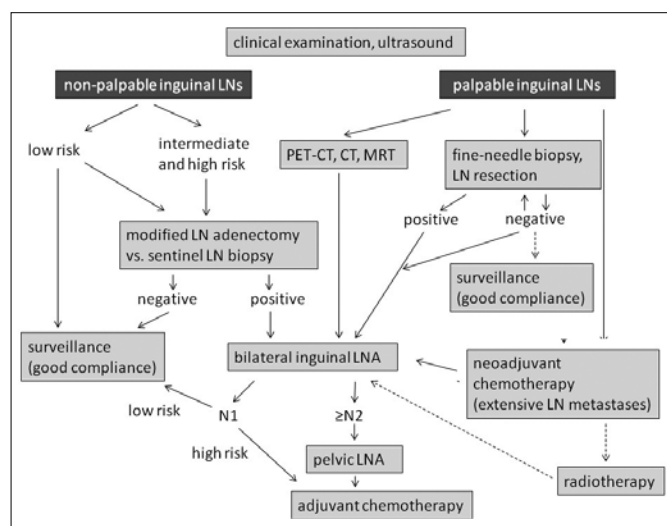 clinical examination, ultrasound
non-palpable inguinal LNs
palpable inguinal LNs
low risk
intermediate
and high risk
PET-CT, CT, MRT
fine-needle biopsy,
LN resection
positive
negative
modified LN adenectomy
vs. sentinel LN biopsy
surveillance
(good compliance)
negative
positive
surveillance
(good compliance)
bilateral inguinal LNA
neoadjuvant
chemotherapy
(extensive LN metastases)
low risk
N1
≥N2
high risk
pelvic LNA
radiotherapy
adjuvant chemotherapy